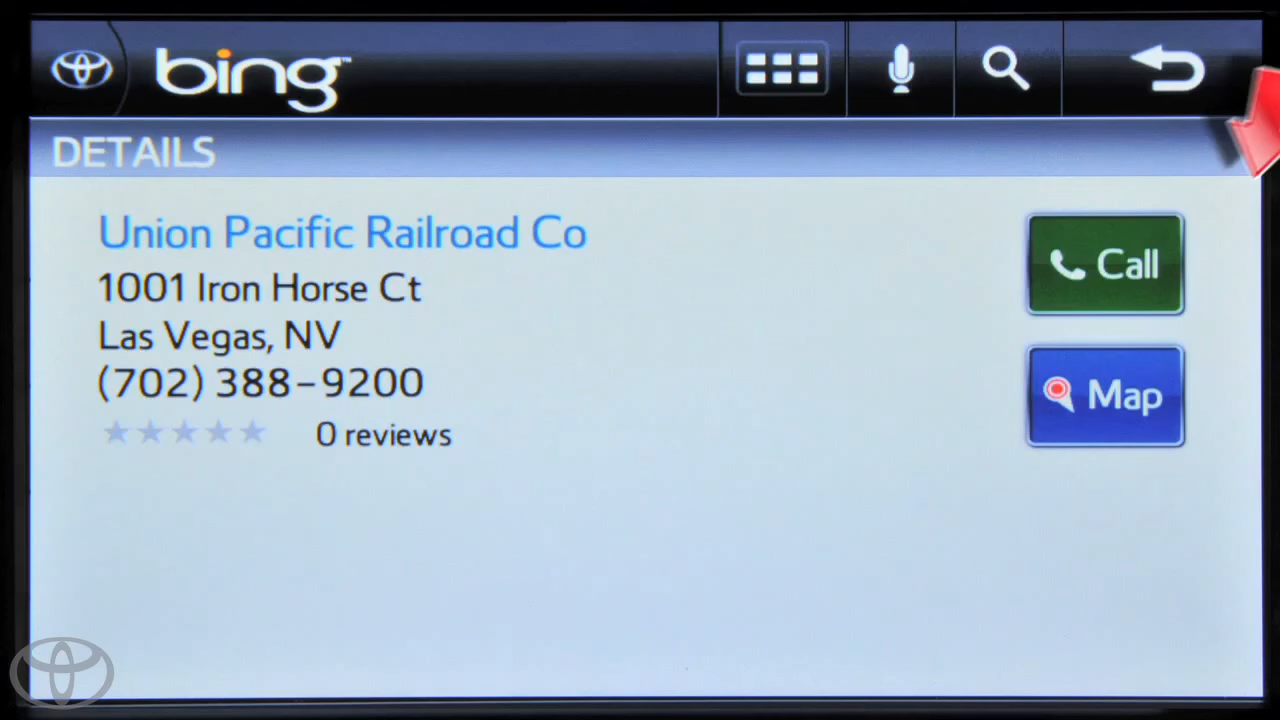 bing™
DETAILS
Union Pacific Railroad Co
1001 Iron Horse Ct
Las Vegas, NV
(702) 388-9200
0 reviews
Call
Map